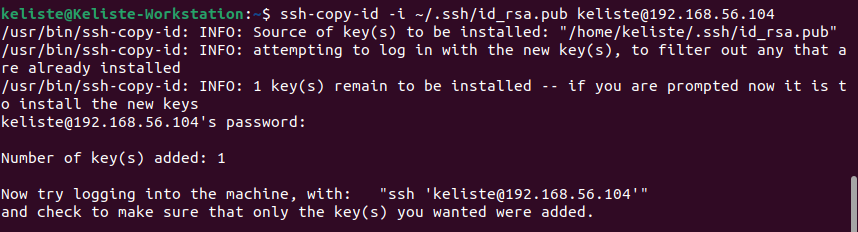 keliste@Keliste-Workstation:~$ ssh-copy-id -i ~/.ssh/id_rsa.pub keliste@192.168.56.104
/usr/bin/ssh-copy-id: INFO: Source of key(s) to be installed: "/home/keliste/.ssh/id_rsa.pub"
/usr/bin/ssh-copy-id: INFO: attempting to log in with the new key(s), to filter out any that a
re already installed
/usr/bin/ssh-copy-id: INFO: 1 key(s) remain to be installed -- if you are prompted now it is t
o install the new keys
keliste@192.168.56.104's password:
Number of key(s) added: 1
Now try logging into the machine, with:   "ssh 'keliste@192.168.56.104'"
and check to make sure that only the key(s) you wanted were added.